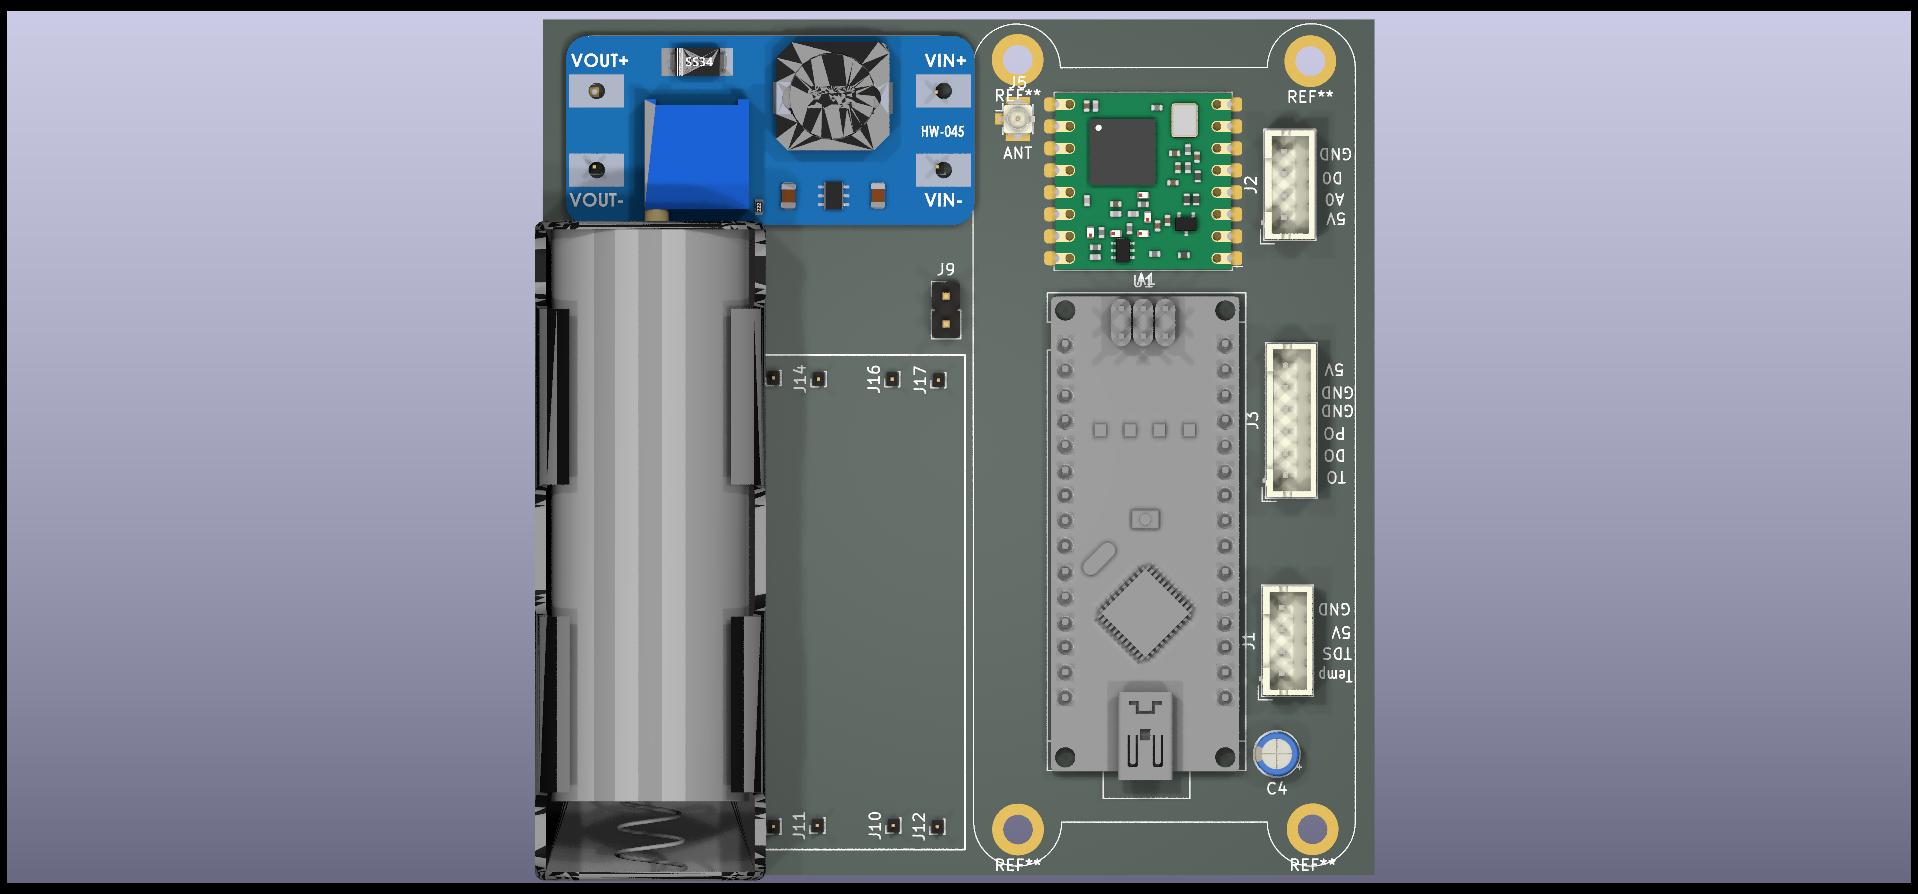 VOUT+
SS34
VIN+
HW-045
VOUT-
222
VIN-
J5
REF**
ANT
REF**
J2
GND
DO
AO
5V
J9
J14
J16
J17
J3
5V
GND
GND
PO
DO
TO
J1
GND
5V
TDS
Temp
C4
J11
J10
J12
REF**
REF**